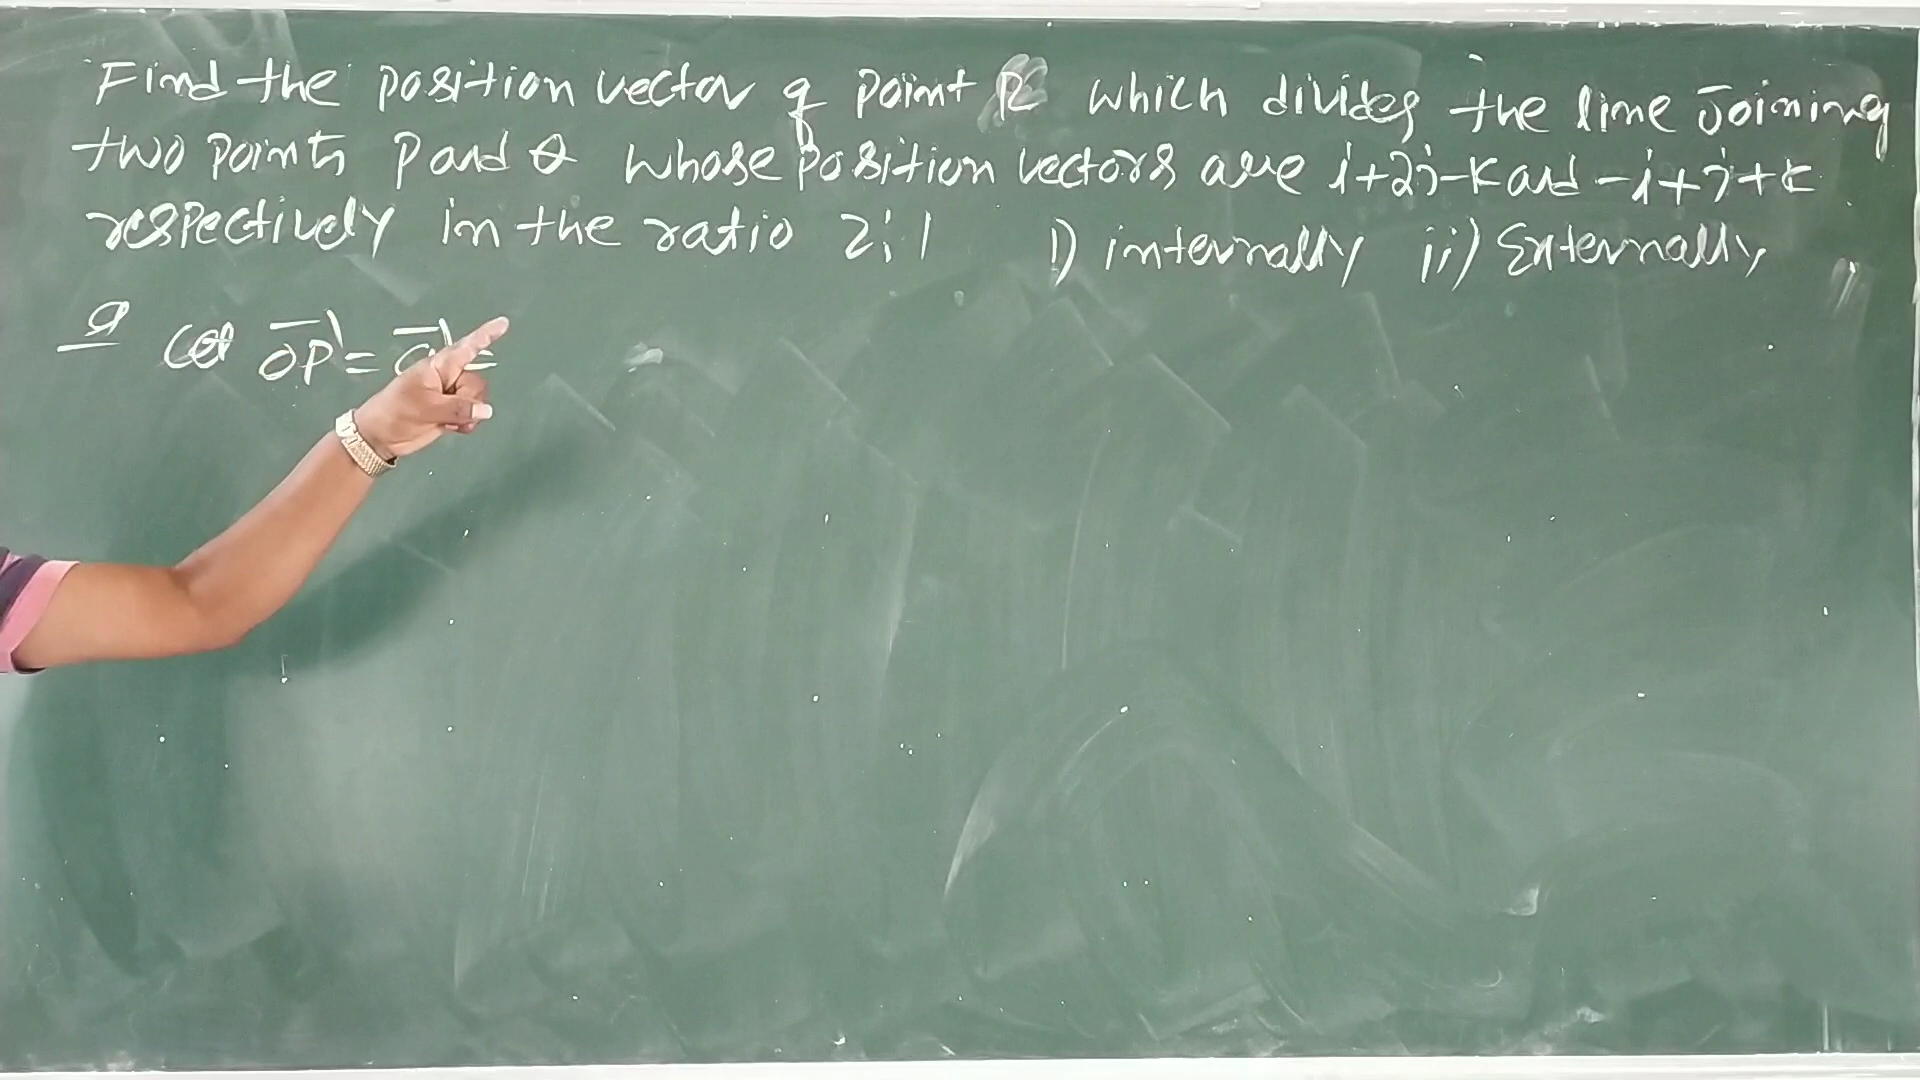 Find the position vector of point R which divides the line Joining
two points P and Q whose position vectors are i+2j-k and -i+j+k
respectively in the ratio 2:1 i) internally ii) Externally
Let OP = a =